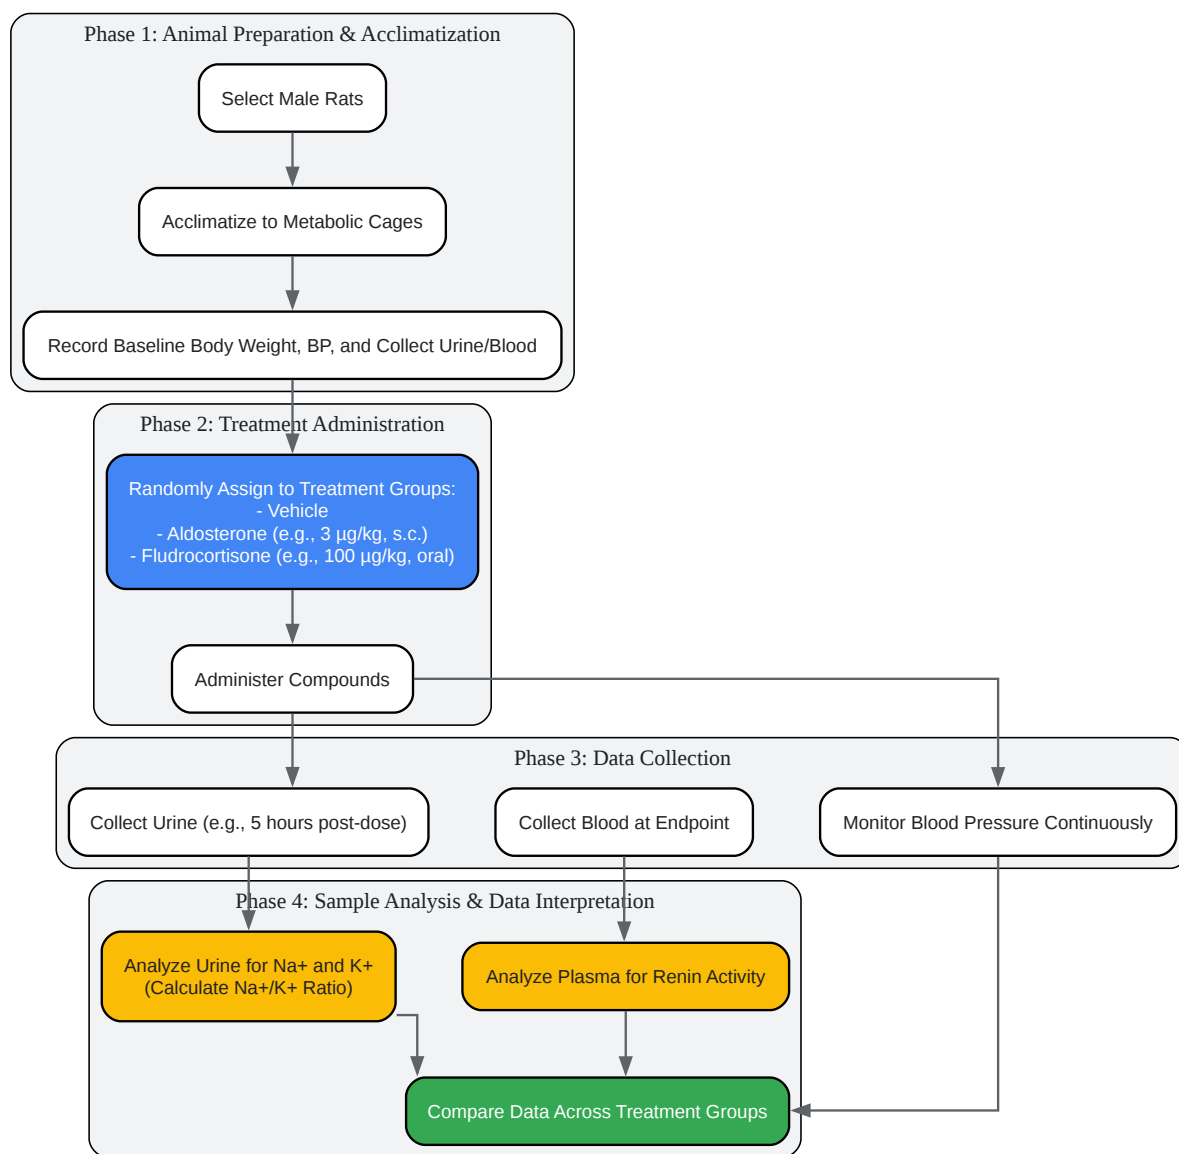 Phase 1: Animal Preparation & Acclimatization
Select Male Rats
Acclimatize to Metabolic Cages
Record Baseline Body Weight, BP, and Collect Urine/Blood
Phase 2: Treatment Administration
Randomly Assign to Treatment Groups:
- Vehicle
- Aldosterone (e.g., 3 µg/kg, s.c.)
- Fludrocortisone (e.g., 100 µg/kg, oral)
Administer Compounds
Phase 3: Data Collection
Collect Urine (e.g., 5 hours post-dose)
Collect Blood at Endpoint
Monitor Blood Pressure Continuously
Phase 4: Sample Analysis & Data Interpretation
Analyze Urine for Na+ and K+
(Calculate Na+/K+ Ratio)
Analyze Plasma for Renin Activity
Compare Data Across Treatment Groups